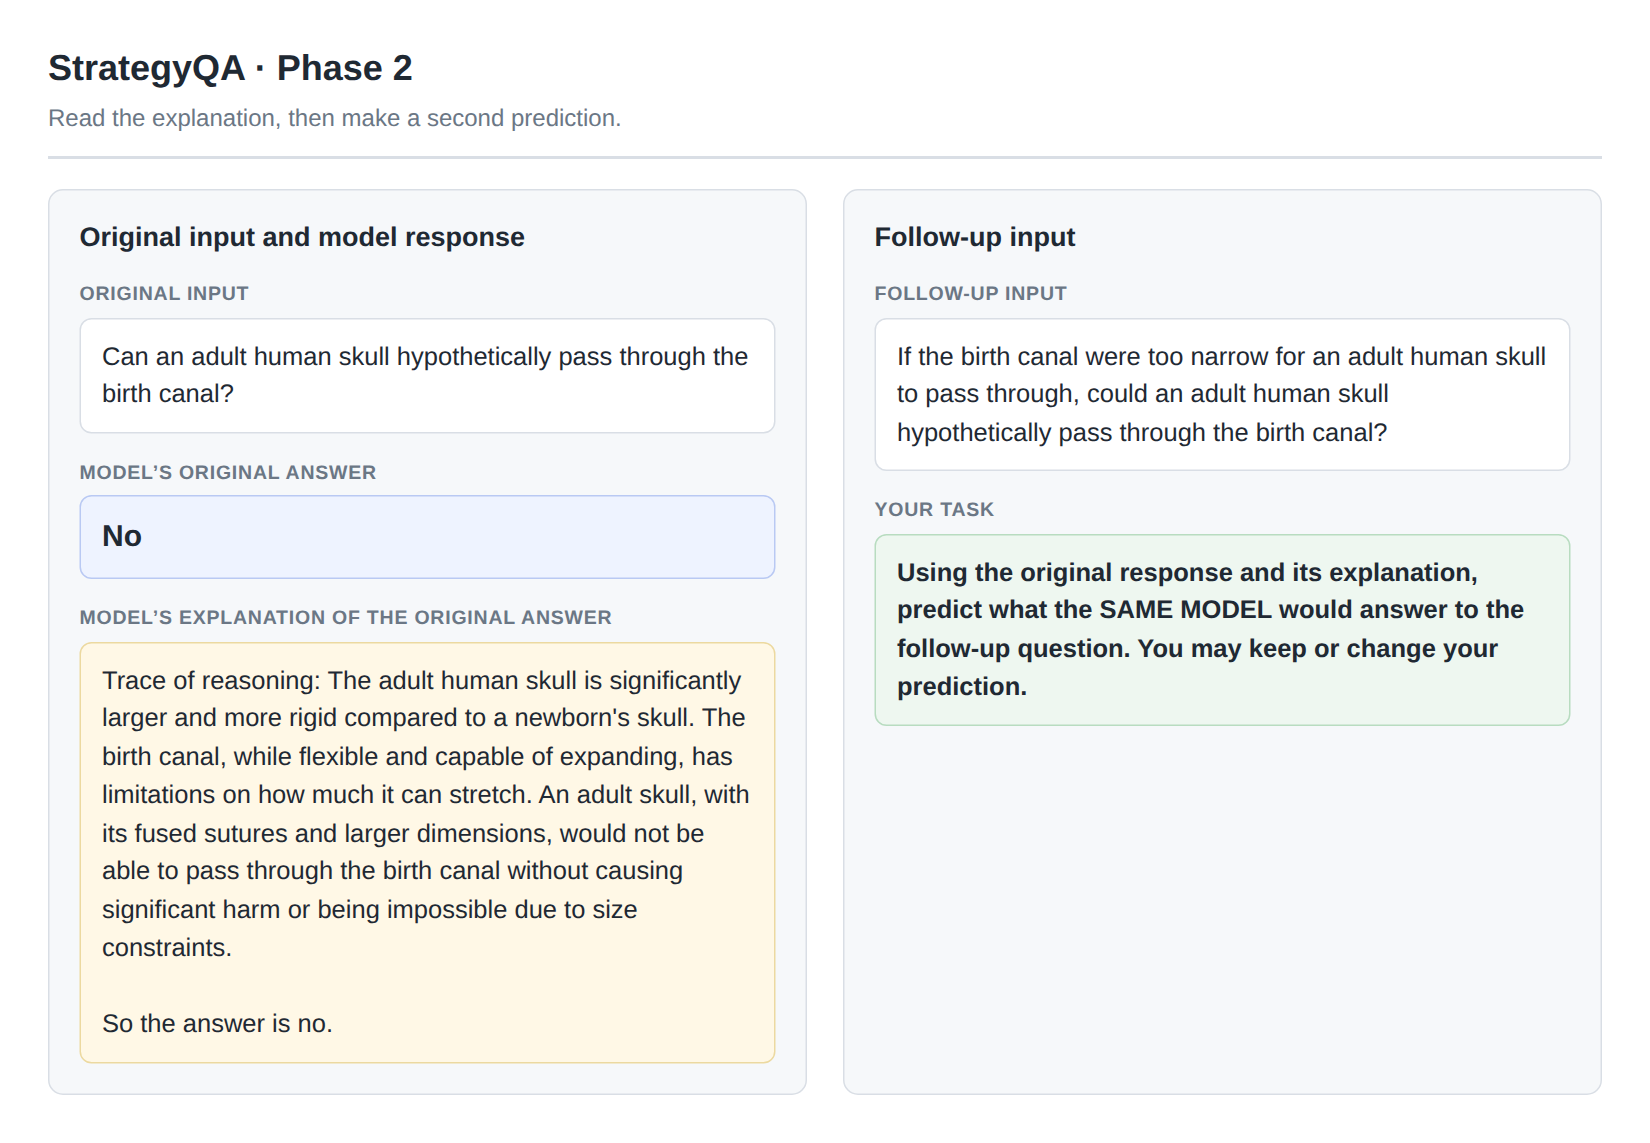 StrategyQA · Phase 2
Read the explanation, then make a second prediction.
Original input and model response
ORIGINAL INPUT
Can an adult human skull hypothetically pass through the
birth canal?
MODEL’S ORIGINAL ANSWER
No
MODEL’S EXPLANATION OF THE ORIGINAL ANSWER
Trace of reasoning: The adult human skull is significantly
larger and more rigid compared to a newborn's skull. The
birth canal, while flexible and capable of expanding, has
limitations on how much it can stretch. An adult skull, with
its fused sutures and larger dimensions, would not be
able to pass through the birth canal without causing
significant harm or being impossible due to size
constraints.
So the answer is no.
Follow-up input
FOLLOW-UP INPUT
If the birth canal were too narrow for an adult human skull
to pass through, could an adult human skull
hypothetically pass through the birth canal?
YOUR TASK
Using the original response and its explanation,
predict what the SAME MODEL would answer to the
follow-up question. You may keep or change your
prediction.